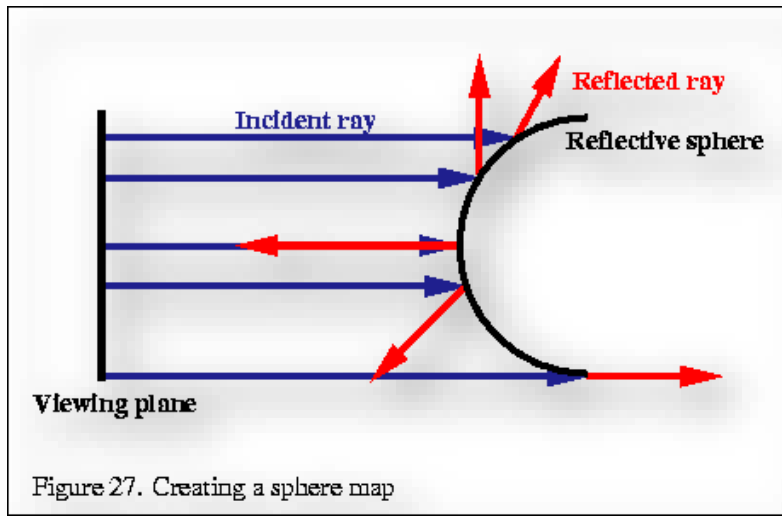 Incident ray
Reflected ray
Reflective sphere
Viewing plane
Figure 27. Creating a sphere map